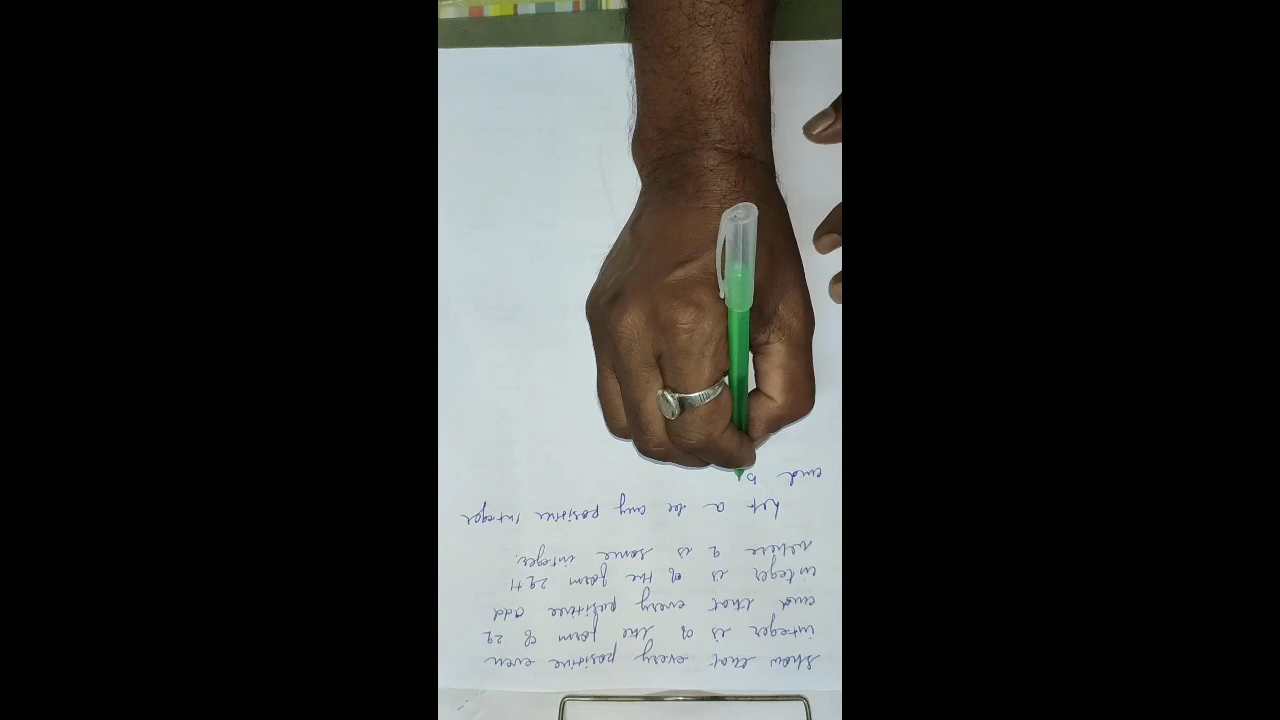 Show that every positive even
integer is of the form of 2q
and that every positive odd
integer is of the form 2q+1
where q is some integer.
Let a be any positive integer
and b